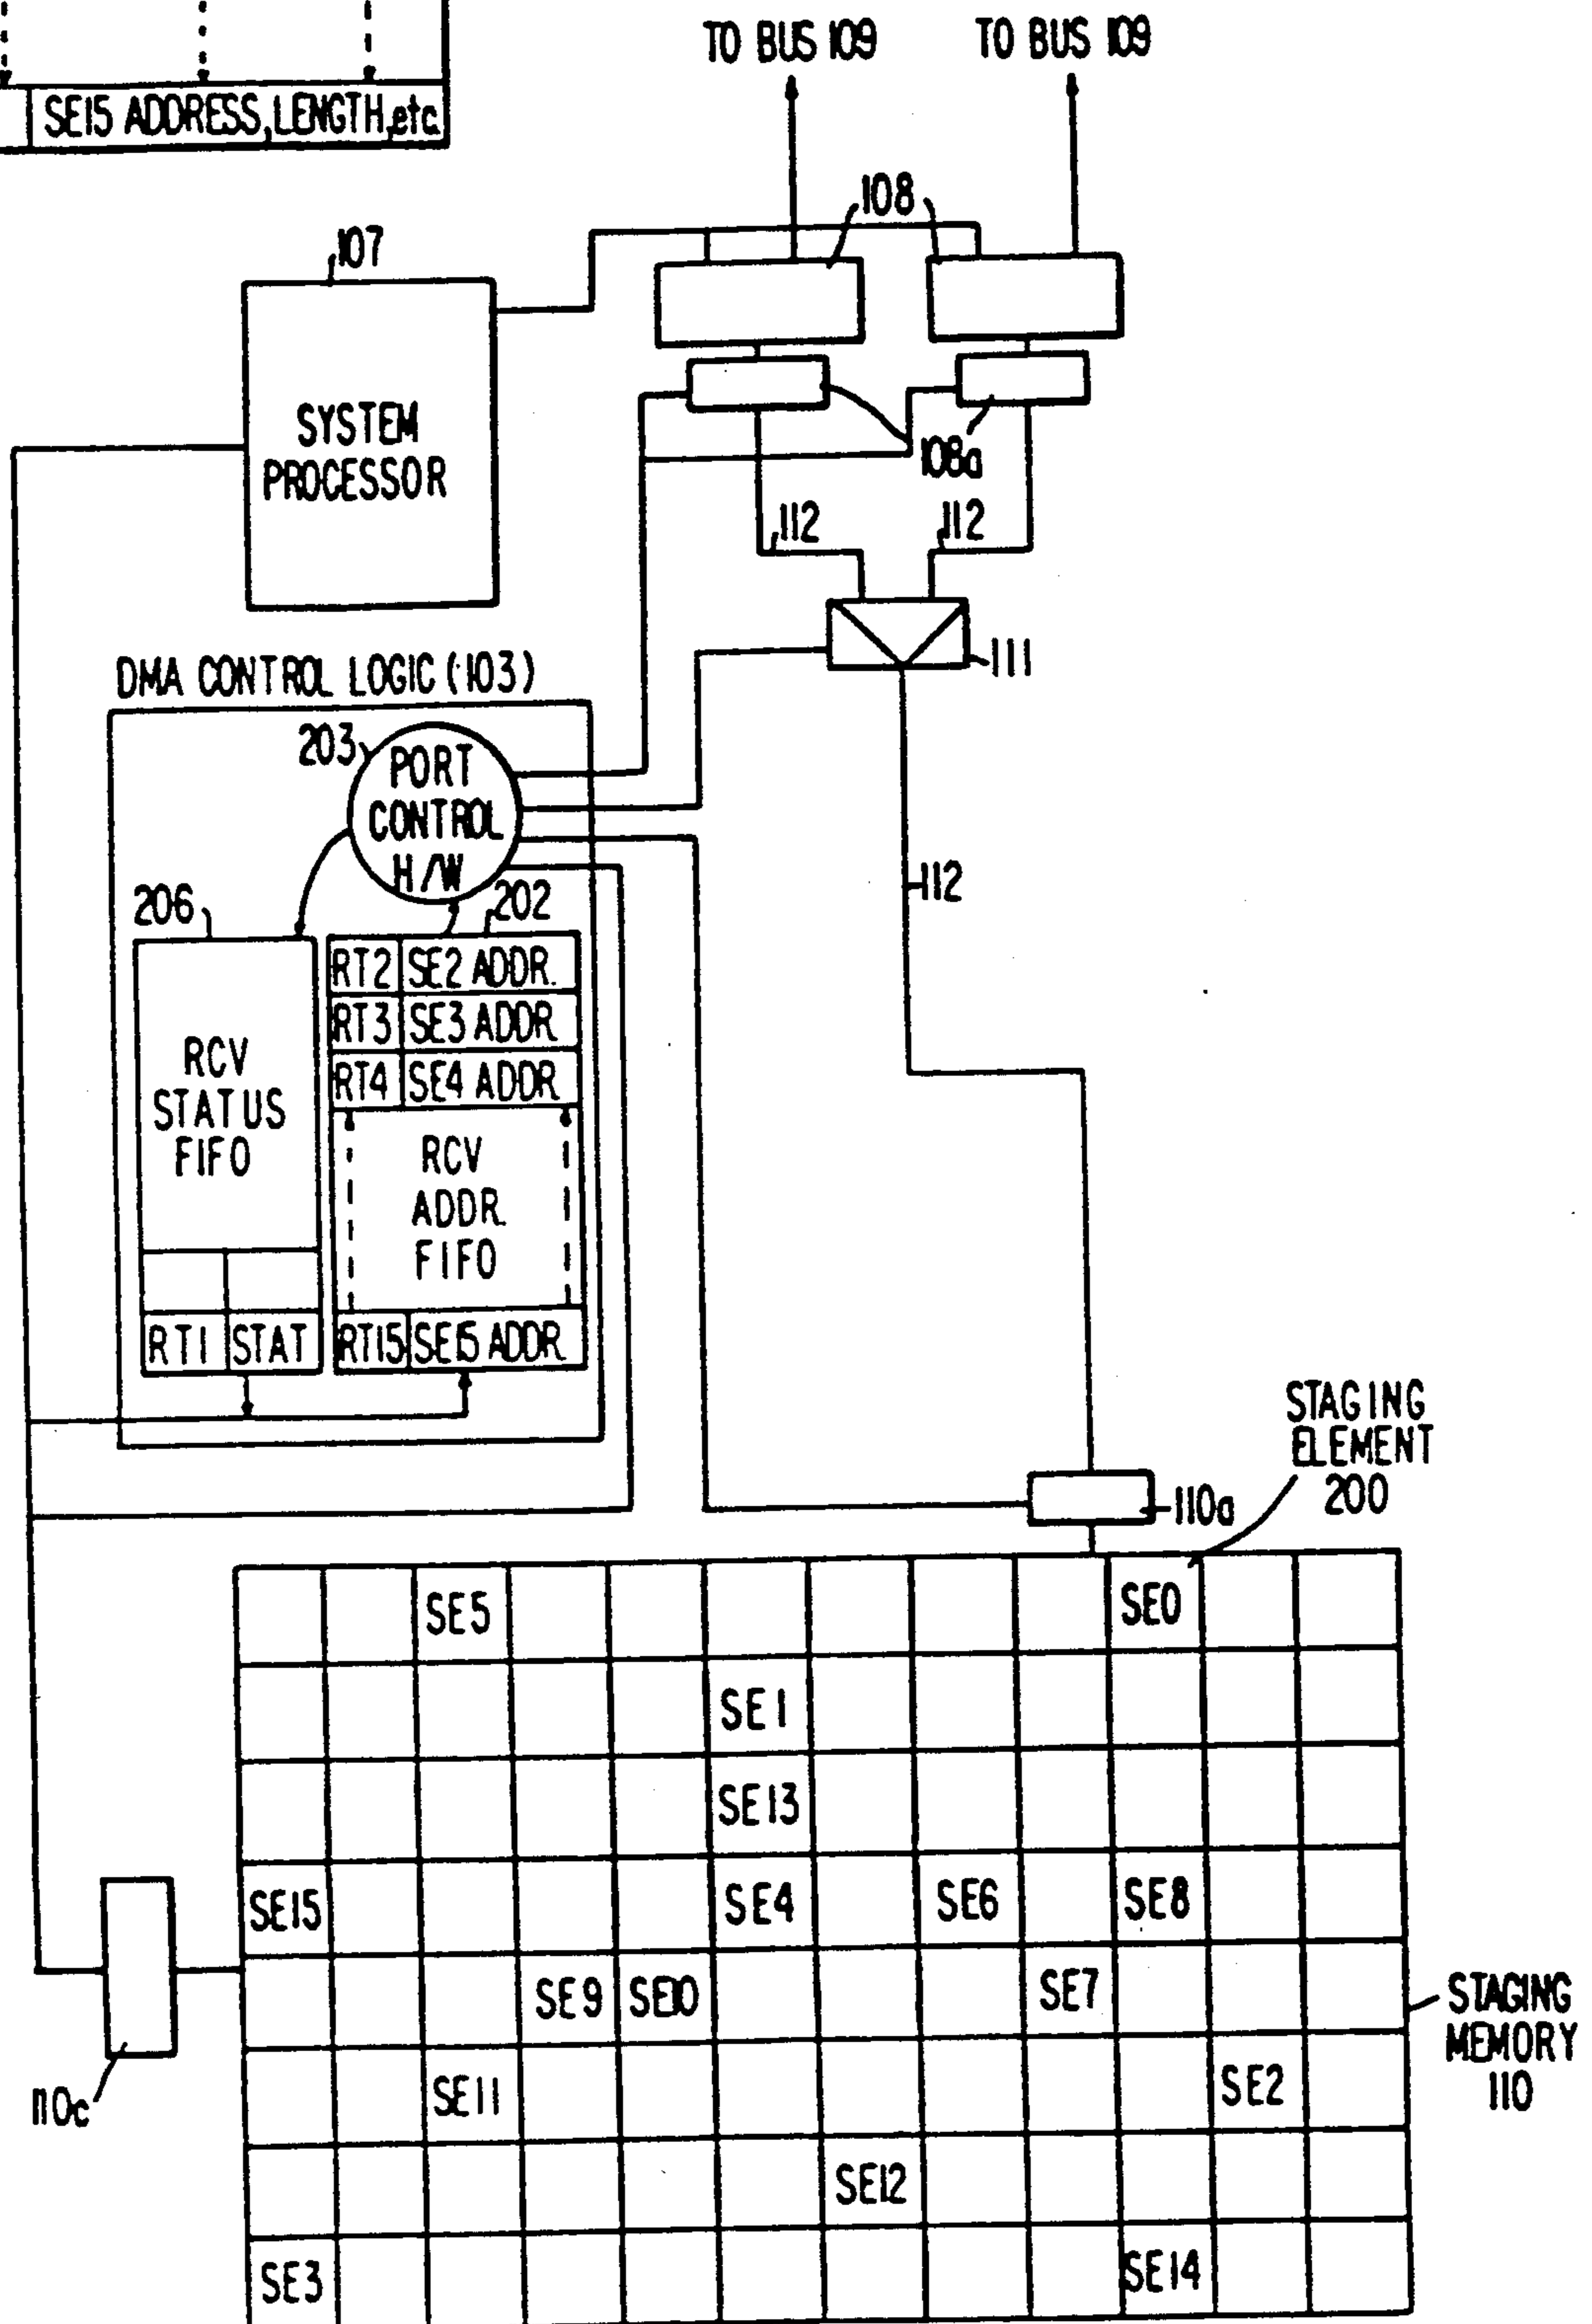 TO BUS 109
TO BUS 109
SE15 ADDRESS, LENGTH, etc.
108
107
SYSTEM
PROCESSOR
108a
112
112
111
DMA CONTROL LOGIC (103)
203
PORT
CONTROL
H/W
112
206
202
RT2 SE2 ADDR.
RT3 SE3 ADDR
RT4 SE4 ADDR
RCV
STATUS
FIFO
RCV
ADDR.
FIFO
RT1 STAT
RT15 SE15 ADDR
STAGING
ELEMENT
200
110a
SE5 SE0
SE1
SE13
SE15 SE4 SE6 SE8
SE9 SE10 SE7
STAGING
MEMORY
110
SE11 SE2
110c
SE12
SE3 SE14